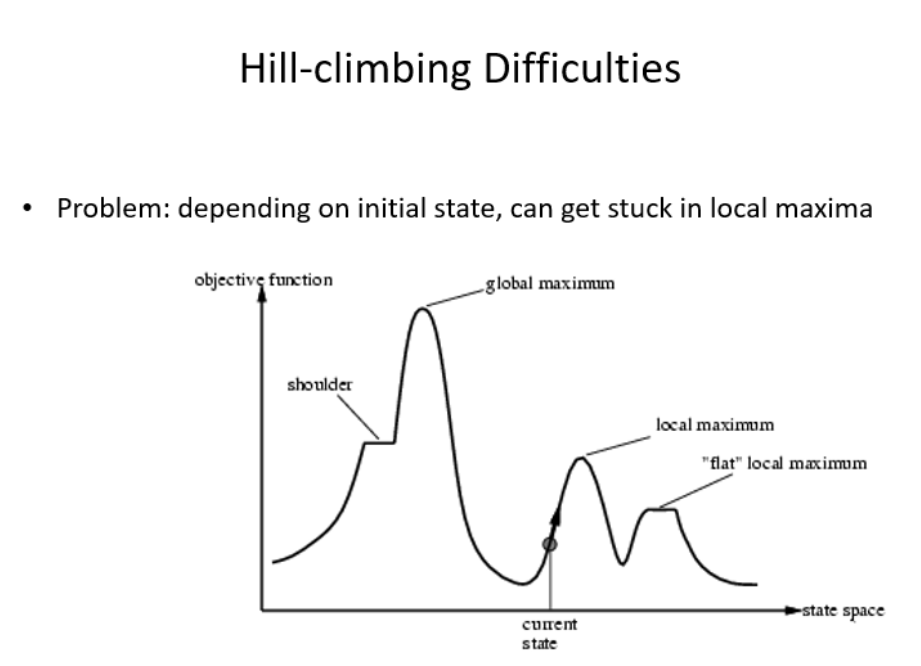 Hill-climbing Difficulties
• Problem: depending on initial state, can get stuck in local maxima
objective function
global maximum
shoulder
local maximum
"flat" local maximum
state space
current
state